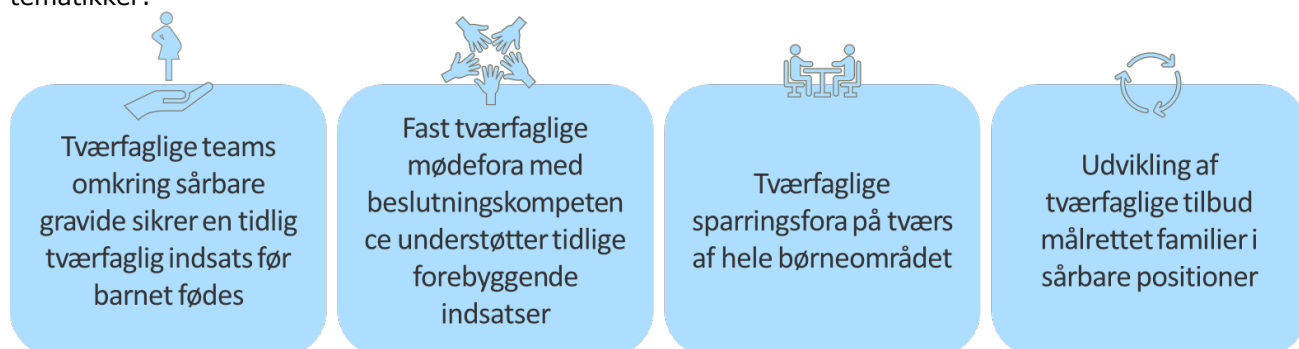 tematikker:
Tværfaglige teams
omkring sårbare
gravide sikrer en tidlig
tværfaglig indsats før
barnet fødes
Fast tværfaglige
mødefora med
beslutningskompeten
ce understøtter tidlige
forebyggende
indsatser
Tværfaglige
sparringsfora på tværs
af hele børneområdet
Udvikling af
tværfaglige tilbud
målrettet familier i
sårbare positioner